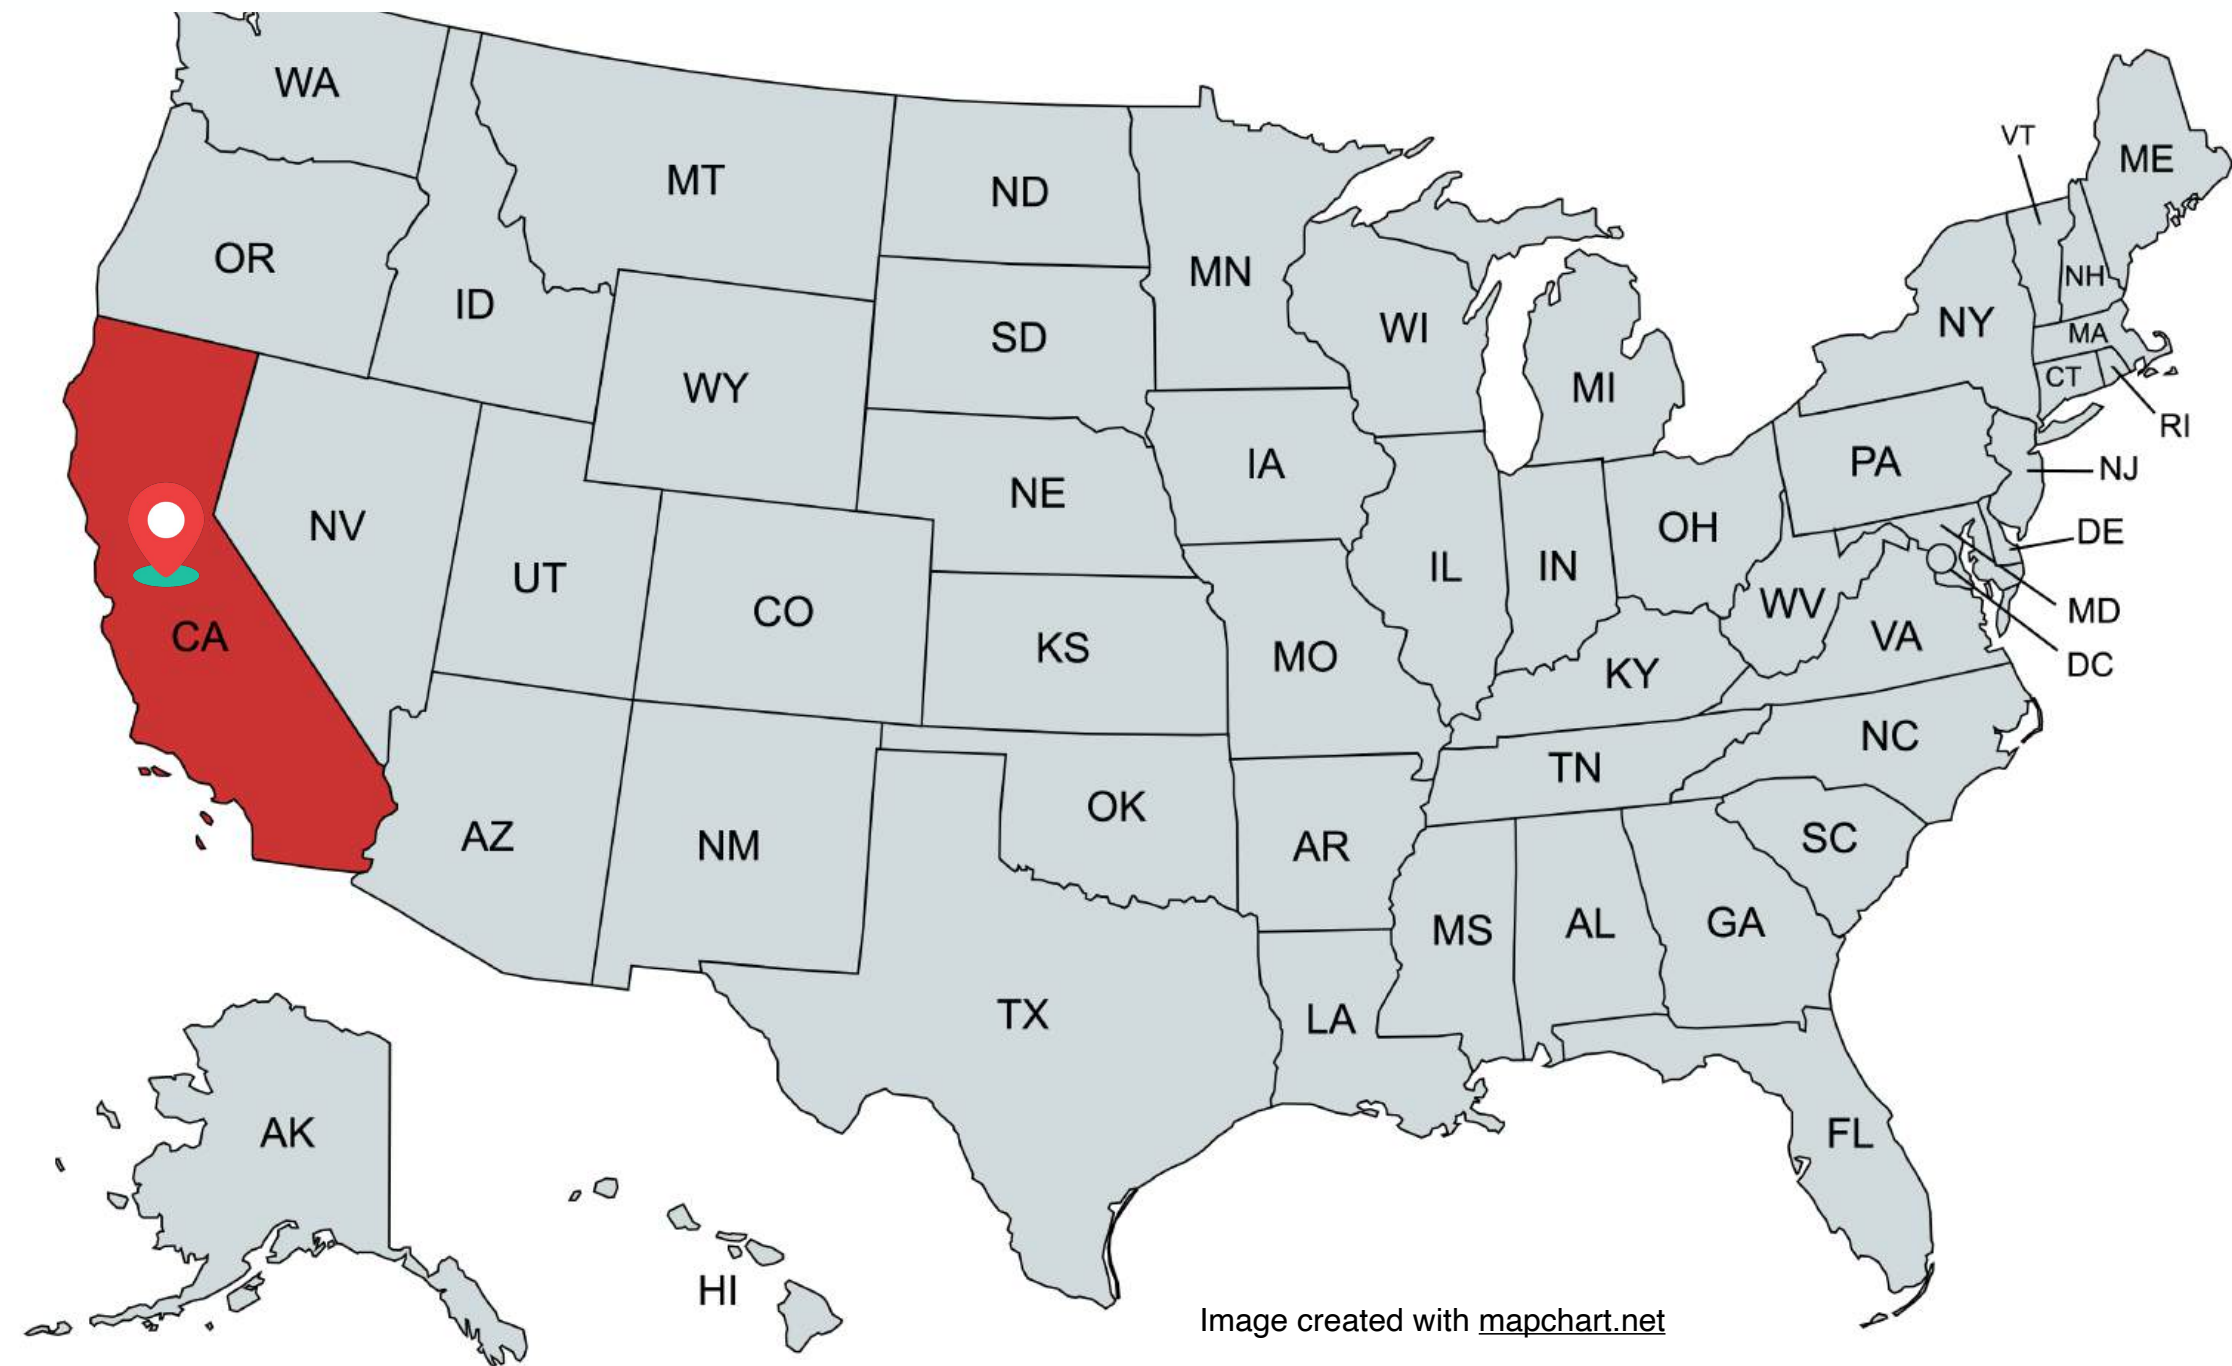 WA
VT
ME
MT
ND
OR
MN
NH
ID
NY
WI
MA
SD
CT
WY
MI
RI
PA
IA
NJ
NE
NV
OH
DE
IL
IN
UT
CO
WV
MD
CA
VA
KS
MO
DC
KY
NC
TN
OK
AZ
NM
AR
SC
MS
AL
GA
TX
LA
AK
FL
HI
Image created with mapchart.net